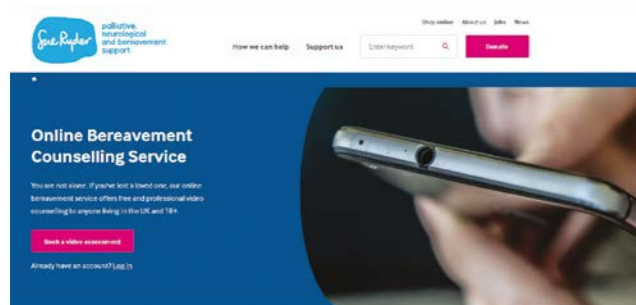 Shop online About us Jobs News
Sue Ryder
palliative,
neurological
and bereavement
support
How we can help Support us Enter keyword Donate
Online Bereavement
Counselling Service
You are not alone. If you've lost a loved one, our online
bereavement service offers free and professional video
counselling to anyone living in the UK and 18+.
Book a video assessment
Already have an account? Log in